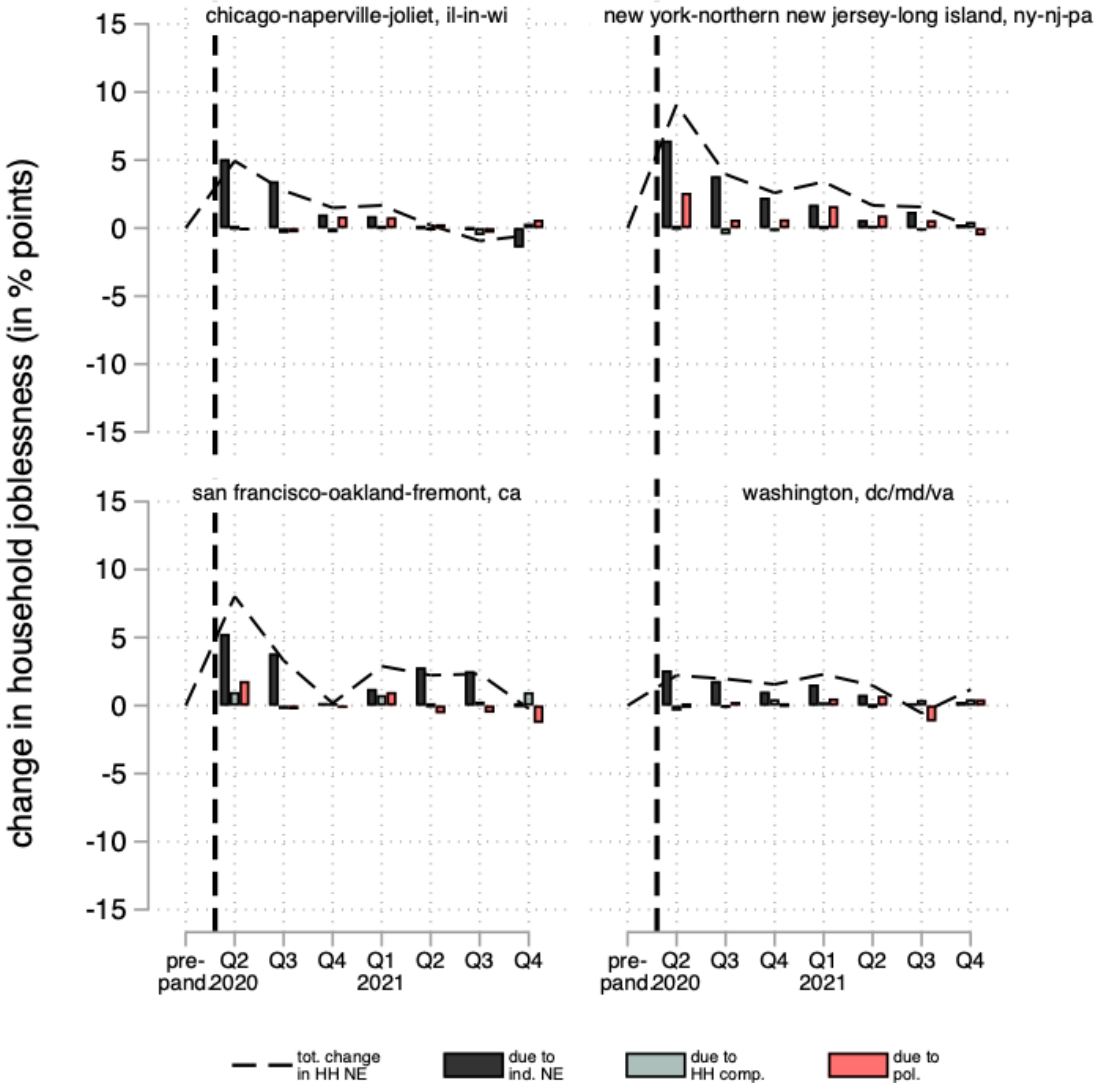 chicago-naperville-joliet, il-in-wi
new york-northern new jersey-long island, ny-nj-pa
change in household joblessness (in % points)
15
10
5
0
-5
-10
-15
san francisco-oakland-fremont, ca
washington, dc/md/va
15
10
5
0
-5
-10
-15
pre- Q2 Q3 Q4 Q1 Q2 Q3 Q4
pand. 2020 2021
pre- Q2 Q3 Q4 Q1 Q2 Q3 Q4
pand. 2020 2021
tot. change
in HH NE
due to
ind. NE
due to
HH comp.
due to
pol.